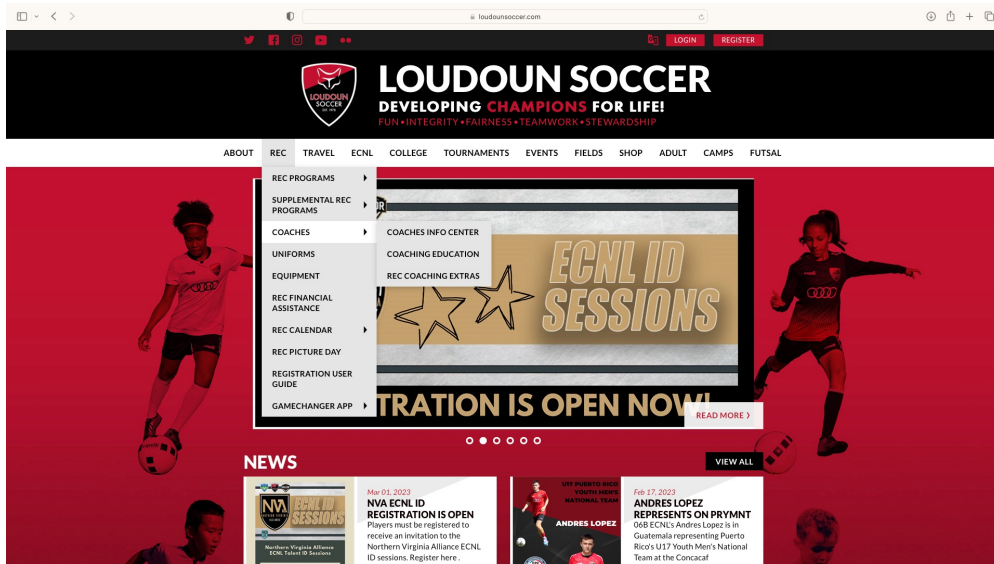 loudounsoccer.com
LOGIN
REGISTER
LOUDOUN
SOCCER
LOUDOUN SOCCER
DEVELOPING CHAMPIONS FOR LIFE!
FUN•INTEGRITY•FAIRNESS•TEAMWORK•STEWARDSHIP
ABOUT REC TRAVEL ECNL COLLEGE TOURNAMENTS EVENTS FIELDS SHOP ADULT CAMPS FUTSAL
REC PROGRAMS
SUPPLEMENTAL REC
PROGRAMS
COACHES
COACHES INFO CENTER
COACHING EDUCATION
REC COACHING EXTRAS
UNIFORMS
EQUIPMENT
REC FINANCIAL
ASSISTANCE
REC CALENDAR
REC PICTURE DAY
REGISTRATION USER
GUIDE
GAMECHANGER APP
ECNL ID
SESSIONS
TRATION IS OPEN NOW!
READ MORE
NEWS
VIEW ALL
NVA
ECNL ID
SESSIONS
Northern Virginia Alliance
ECNL Talent ID Sessions
Mar 01, 2023
NVA ECNL ID
REGISTRATION IS OPEN
Players must be registered to
receive an invitation to the
Northern Virginia Alliance ECNL
ID sessions. Register here .
U17 PUERTO RICO
YOUTH MEN'S
NATIONAL TEAM
ANDRES LOPEZ
Feb 17, 2023
ANDRES LOPEZ
REPRESENTS ON PRYMNT
06B ECNL's Andres Lopez is in
Guatemala representing Puerto
Rico's U17 Youth Men's National
Team at the Concacaf